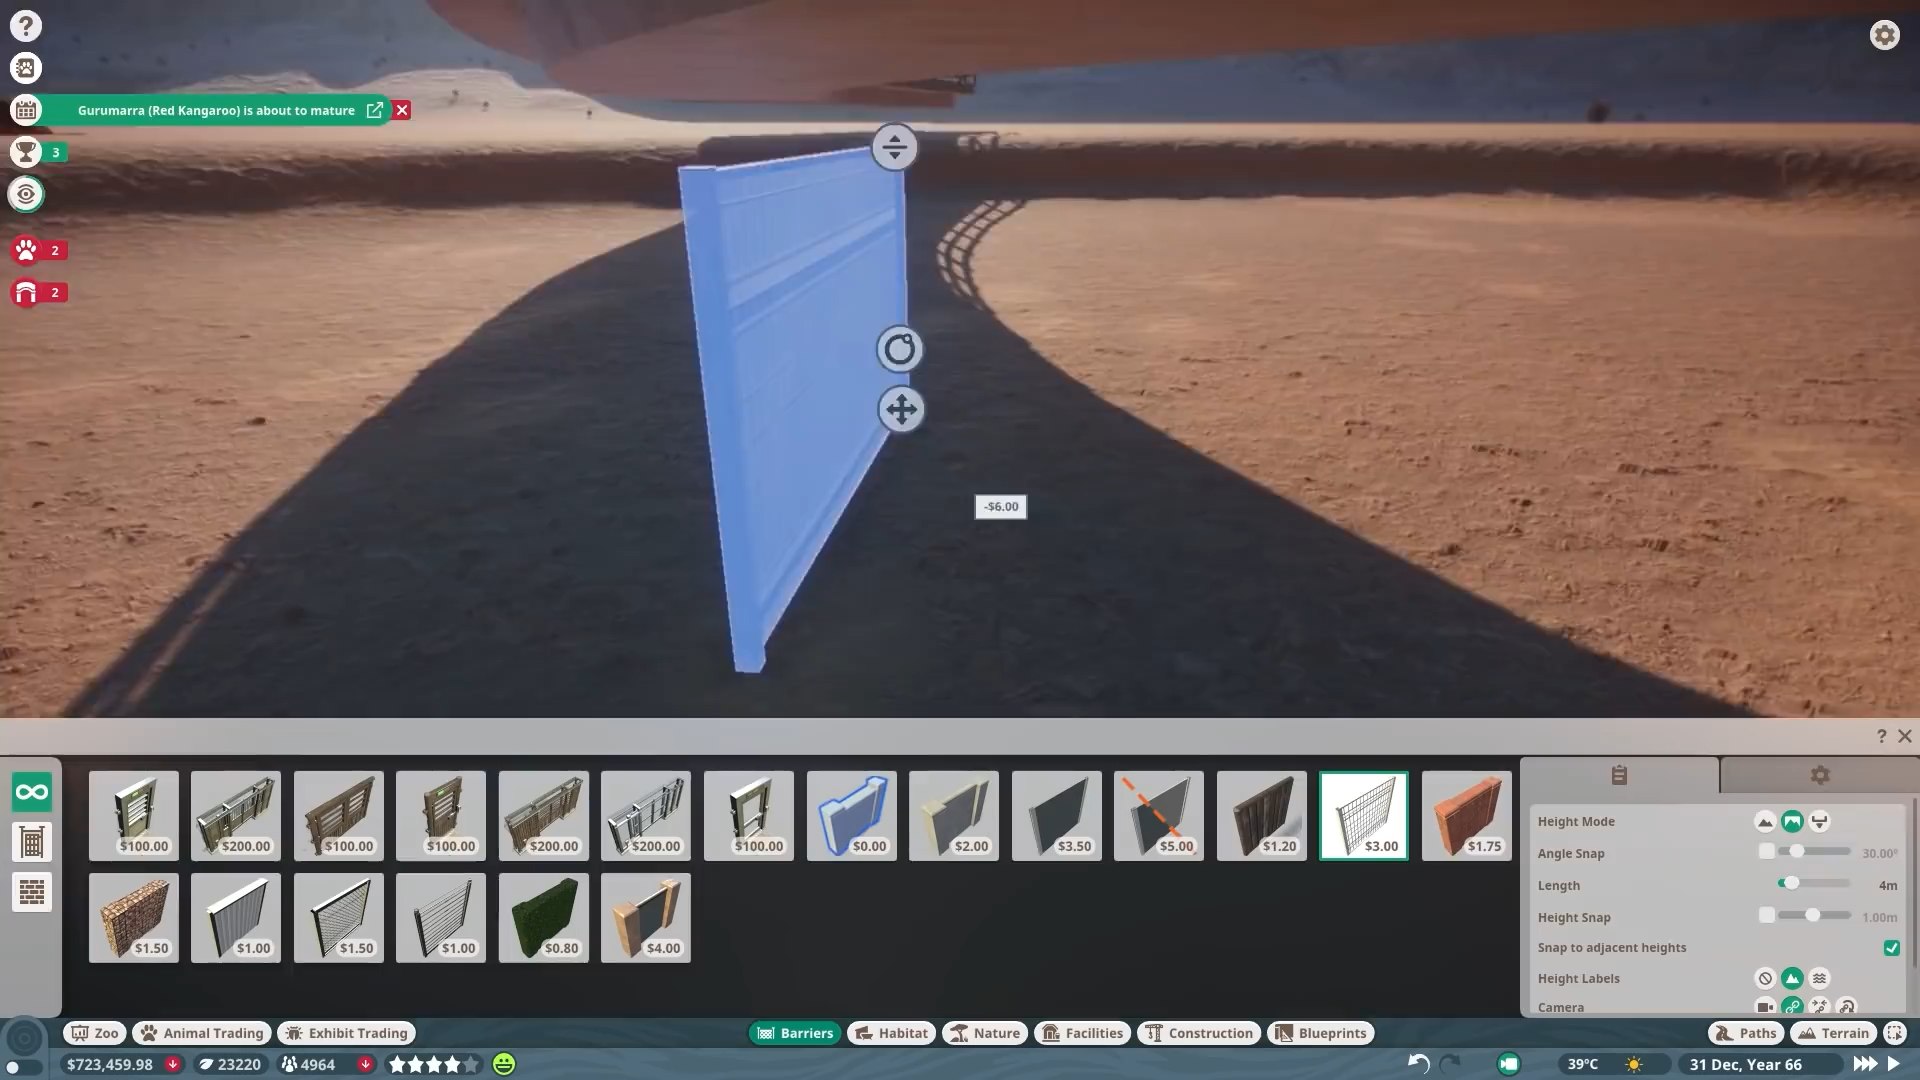 ?
Gurumarra (Red Kangaroo) is about to mature
3
2
2
-$6.00
?
$100.00
$200.00
$100.00
$100.00
$200.00
$200.00
$100.00
$0.00
$2.00
$3.50
$5.00
$1.20
$3.00
$1.75
$1.50
$1.00
$1.50
$1.00
$0.80
$4.00
Height Mode
Angle Snap 30.00º
Length 4m
Height Snap 1.00m
Snap to adjacent heights
Height Labels
Camera
Zoo Animal Trading Exhibit Trading Barriers Habitat Nature Facilities Construction Blueprints Paths Terrain
$723,459.98 23220 4964 39°C 31 Dec, Year 66